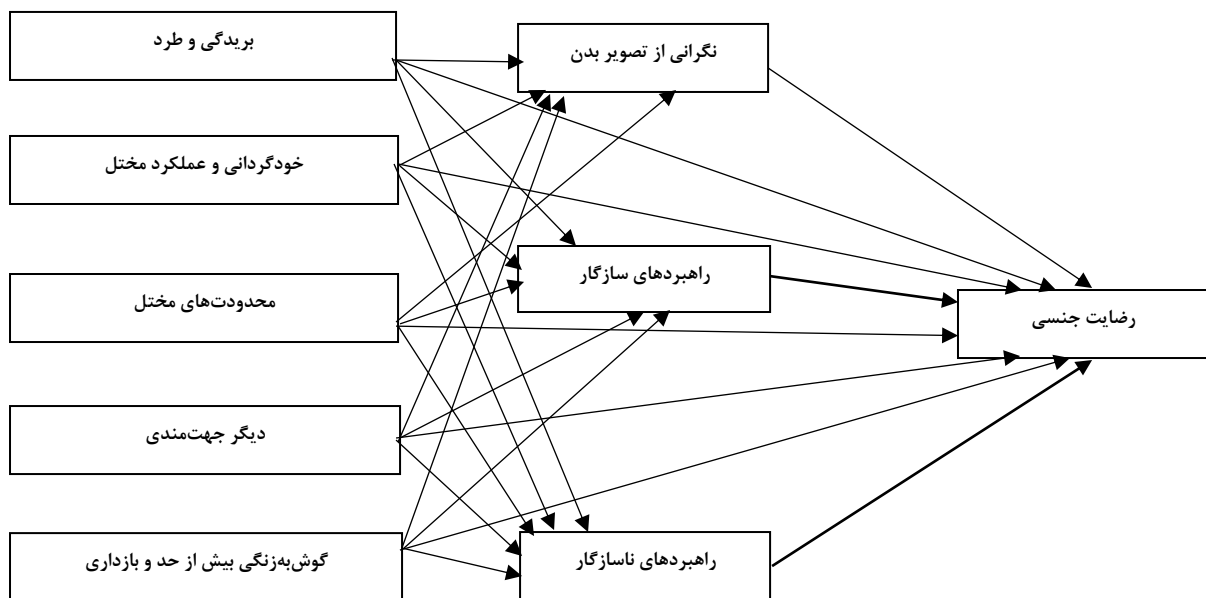 بریدگی و طرد
خودگردانی و عملکرد مختل
محدودت‌های مختل
دیگر جهت‌مندی
گوش‌به‌زنگی بیش از حد و بازداری
نگرانی از تصویر بدن
راهبردهای سازگار
راهبردهای ناسازگار
رضایت جنسی